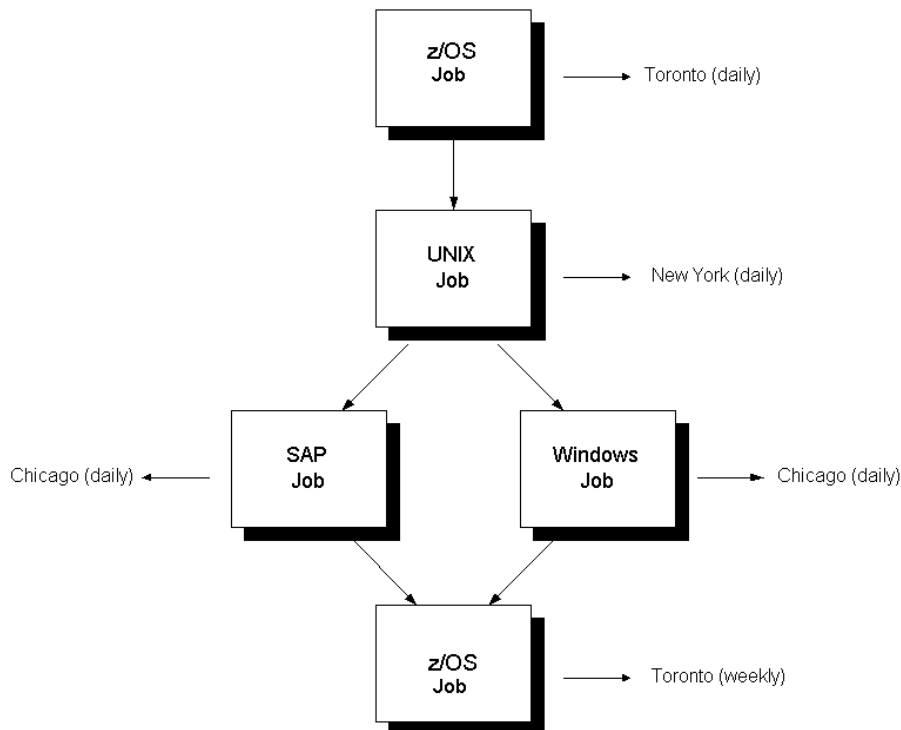 z/OS
Job
Toronto (daily)
UNIX
Job
New York (daily)
Chicago (daily)
SAP
Job
Windows
Job
Chicago (daily)
z/OS
Job
Toronto (weekly)